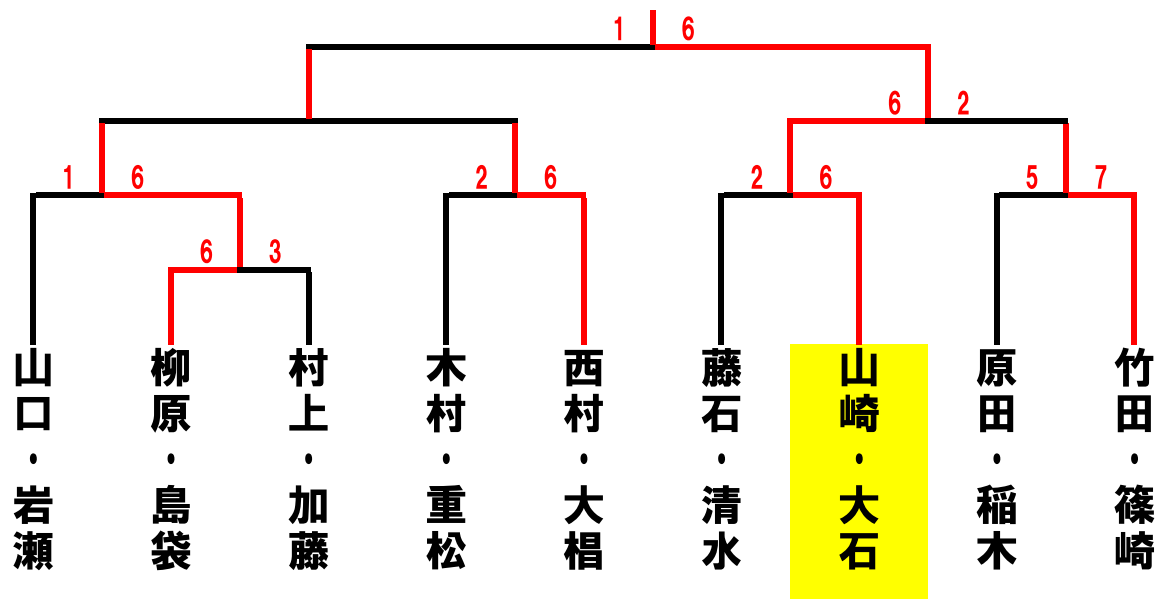 1 6
6 2
1 6 2 6 2 6 5 7
6 3
山口・岩瀬
柳原・島袋
村上・加藤
木村・重松
西村・大椙
藤石・清水
山崎・大石
原田・稲木
竹田・篠崎